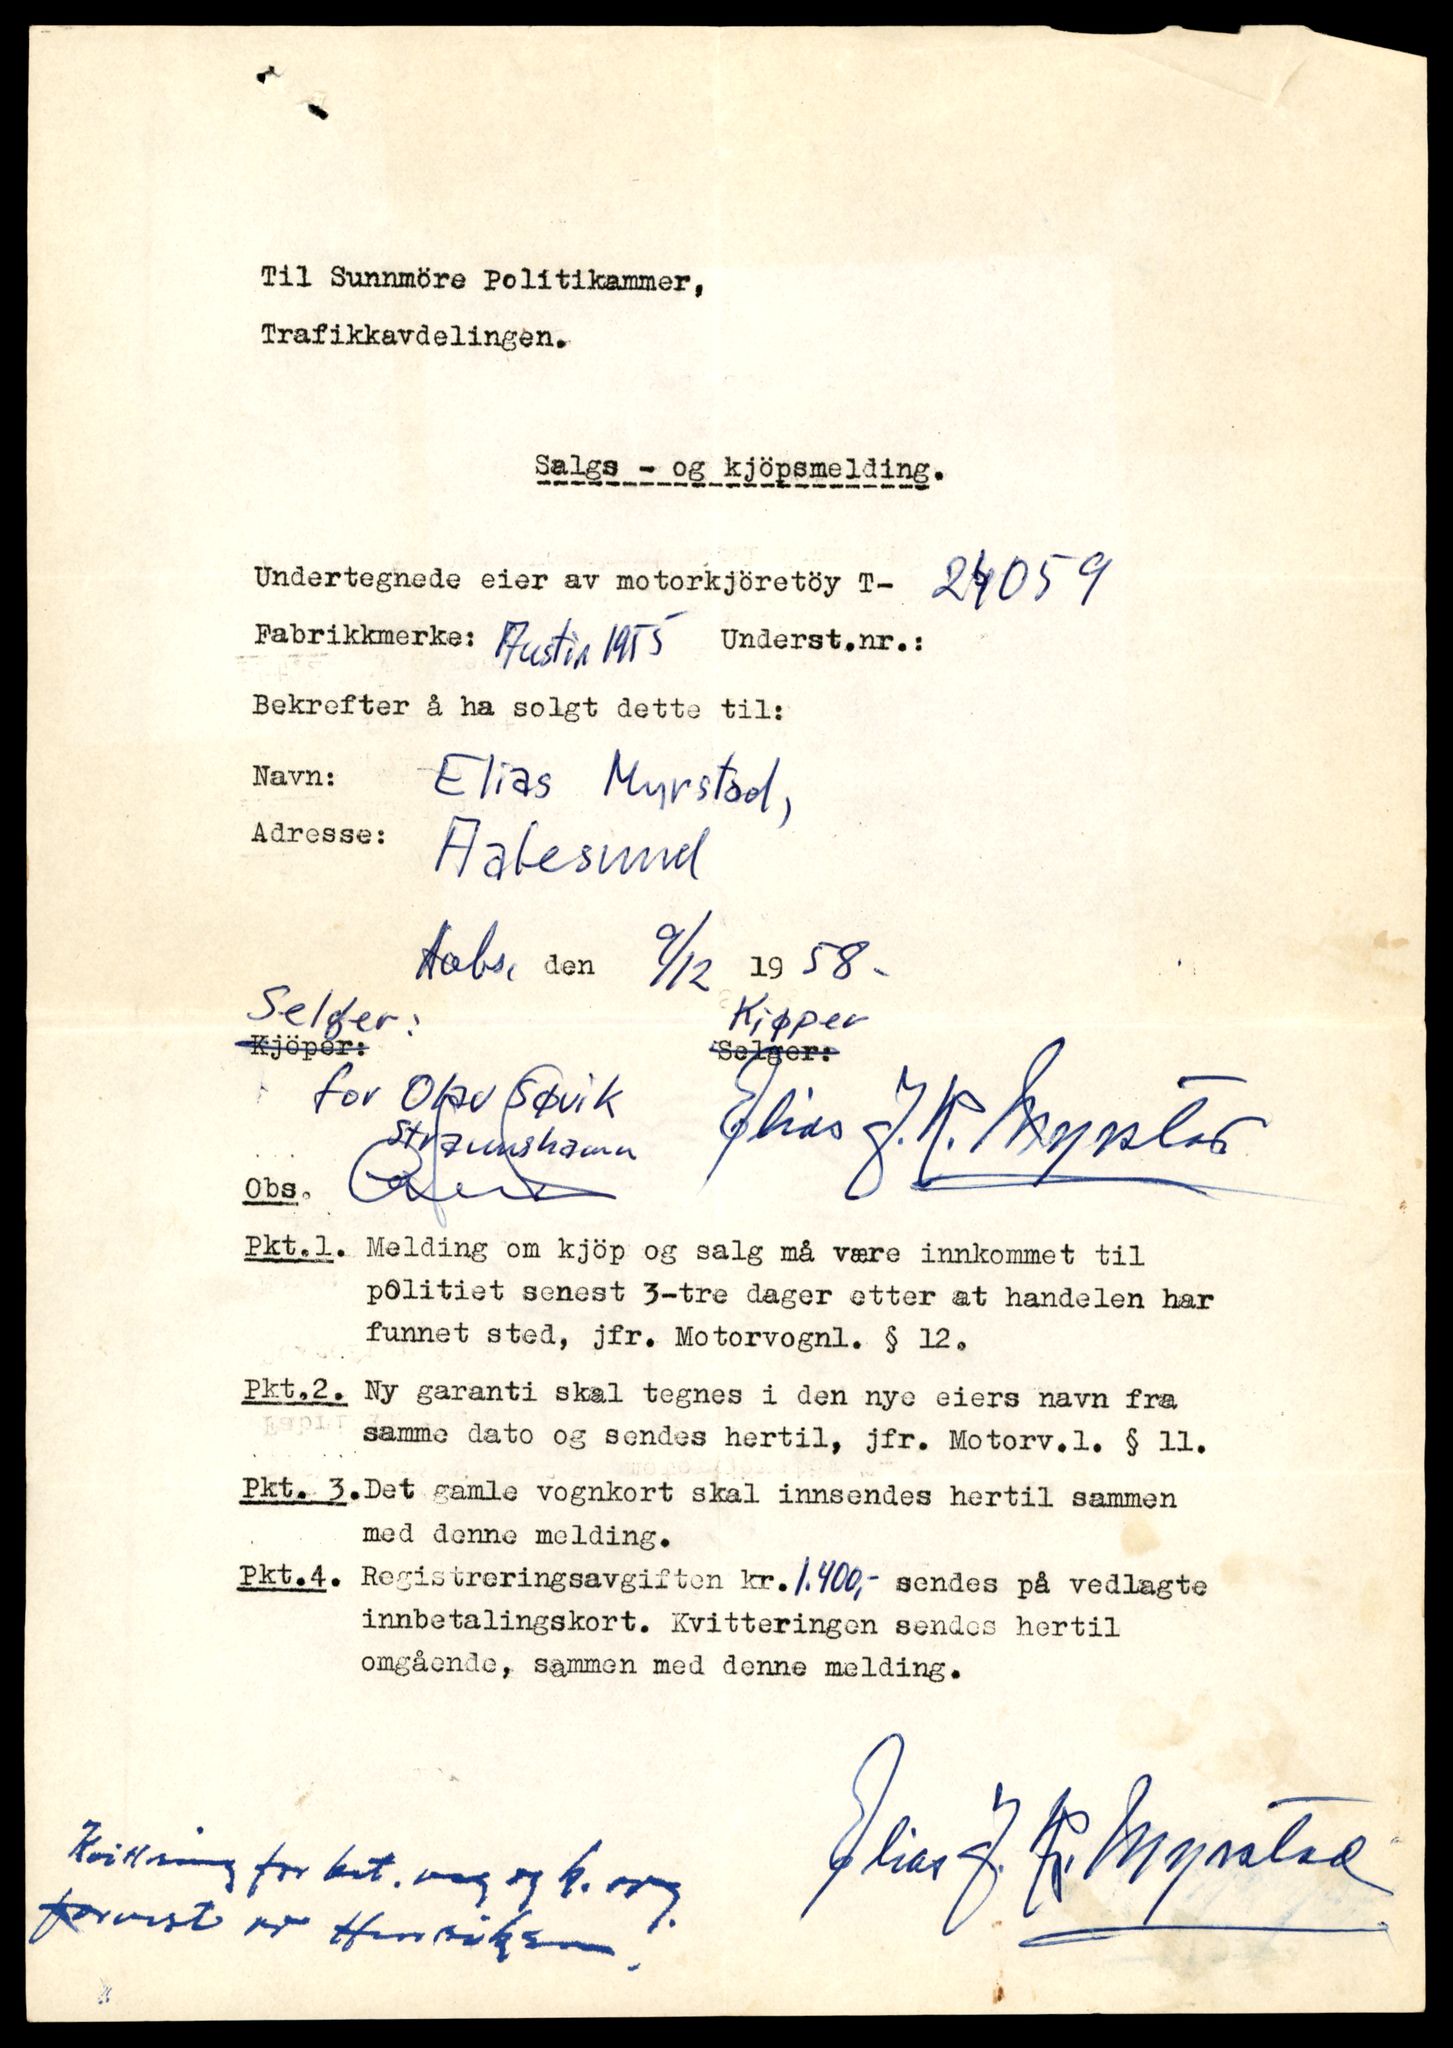 Til Sunnmöre Politikammer,
Trafikkavdelingen.
Salgs - og kjöpsmelding.
Undertegnede eier av motorkjöretöy T- 24059
Fabrikkmerke: Austin 1955 Underst.nr.:
Bekrefter å ha solgt dette til:
Navn: Elias Myrstad,
Adresse: Aalesund
Aales. den 9/12 1958-
Selger: Kjøper
Kjöper: Selger:
for Olav Søvik Elias J. K. Myrstad
Straumshamn
Obs.
Pkt.1. Melding om kjöp og salg må være innkommet til
politiet senest 3-tre dager etter at handelen har
funnet sted, jfr. Motorvognl. § 12.
Pkt.2. Ny garanti skal tegnes i den nye eiers navn fra
samme dato og sendes hertil, jfr. Motorv.l. § 11.
Pkt. 3. Det gamle vognkort skal innsendes hertil sammen
med denne melding.
Pkt.4. Registreringsavgiften kr. 1.400,- sendes på vedlagte
innbetalingskort. Kvitteringen sendes hertil
omgående, sammen med denne melding.
Elias J. K. Myrstad
for bet. og
forvist Henriksen.